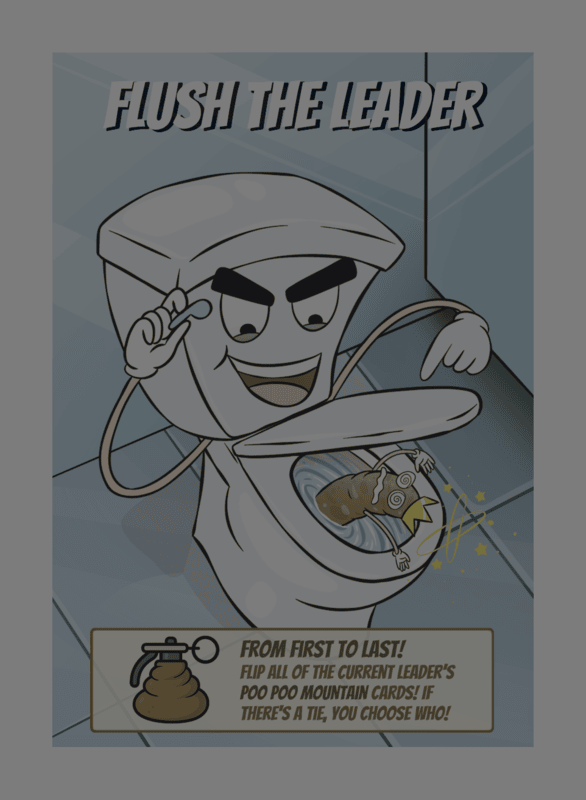 FLUSH THE LEADER
FROM FIRST TO LAST!
FLIP ALL OF THE CURRENT LEADER'S
POO POO MOUNTAIN CARDS! IF
THERE'S A TIE, YOU CHOOSE WHO!